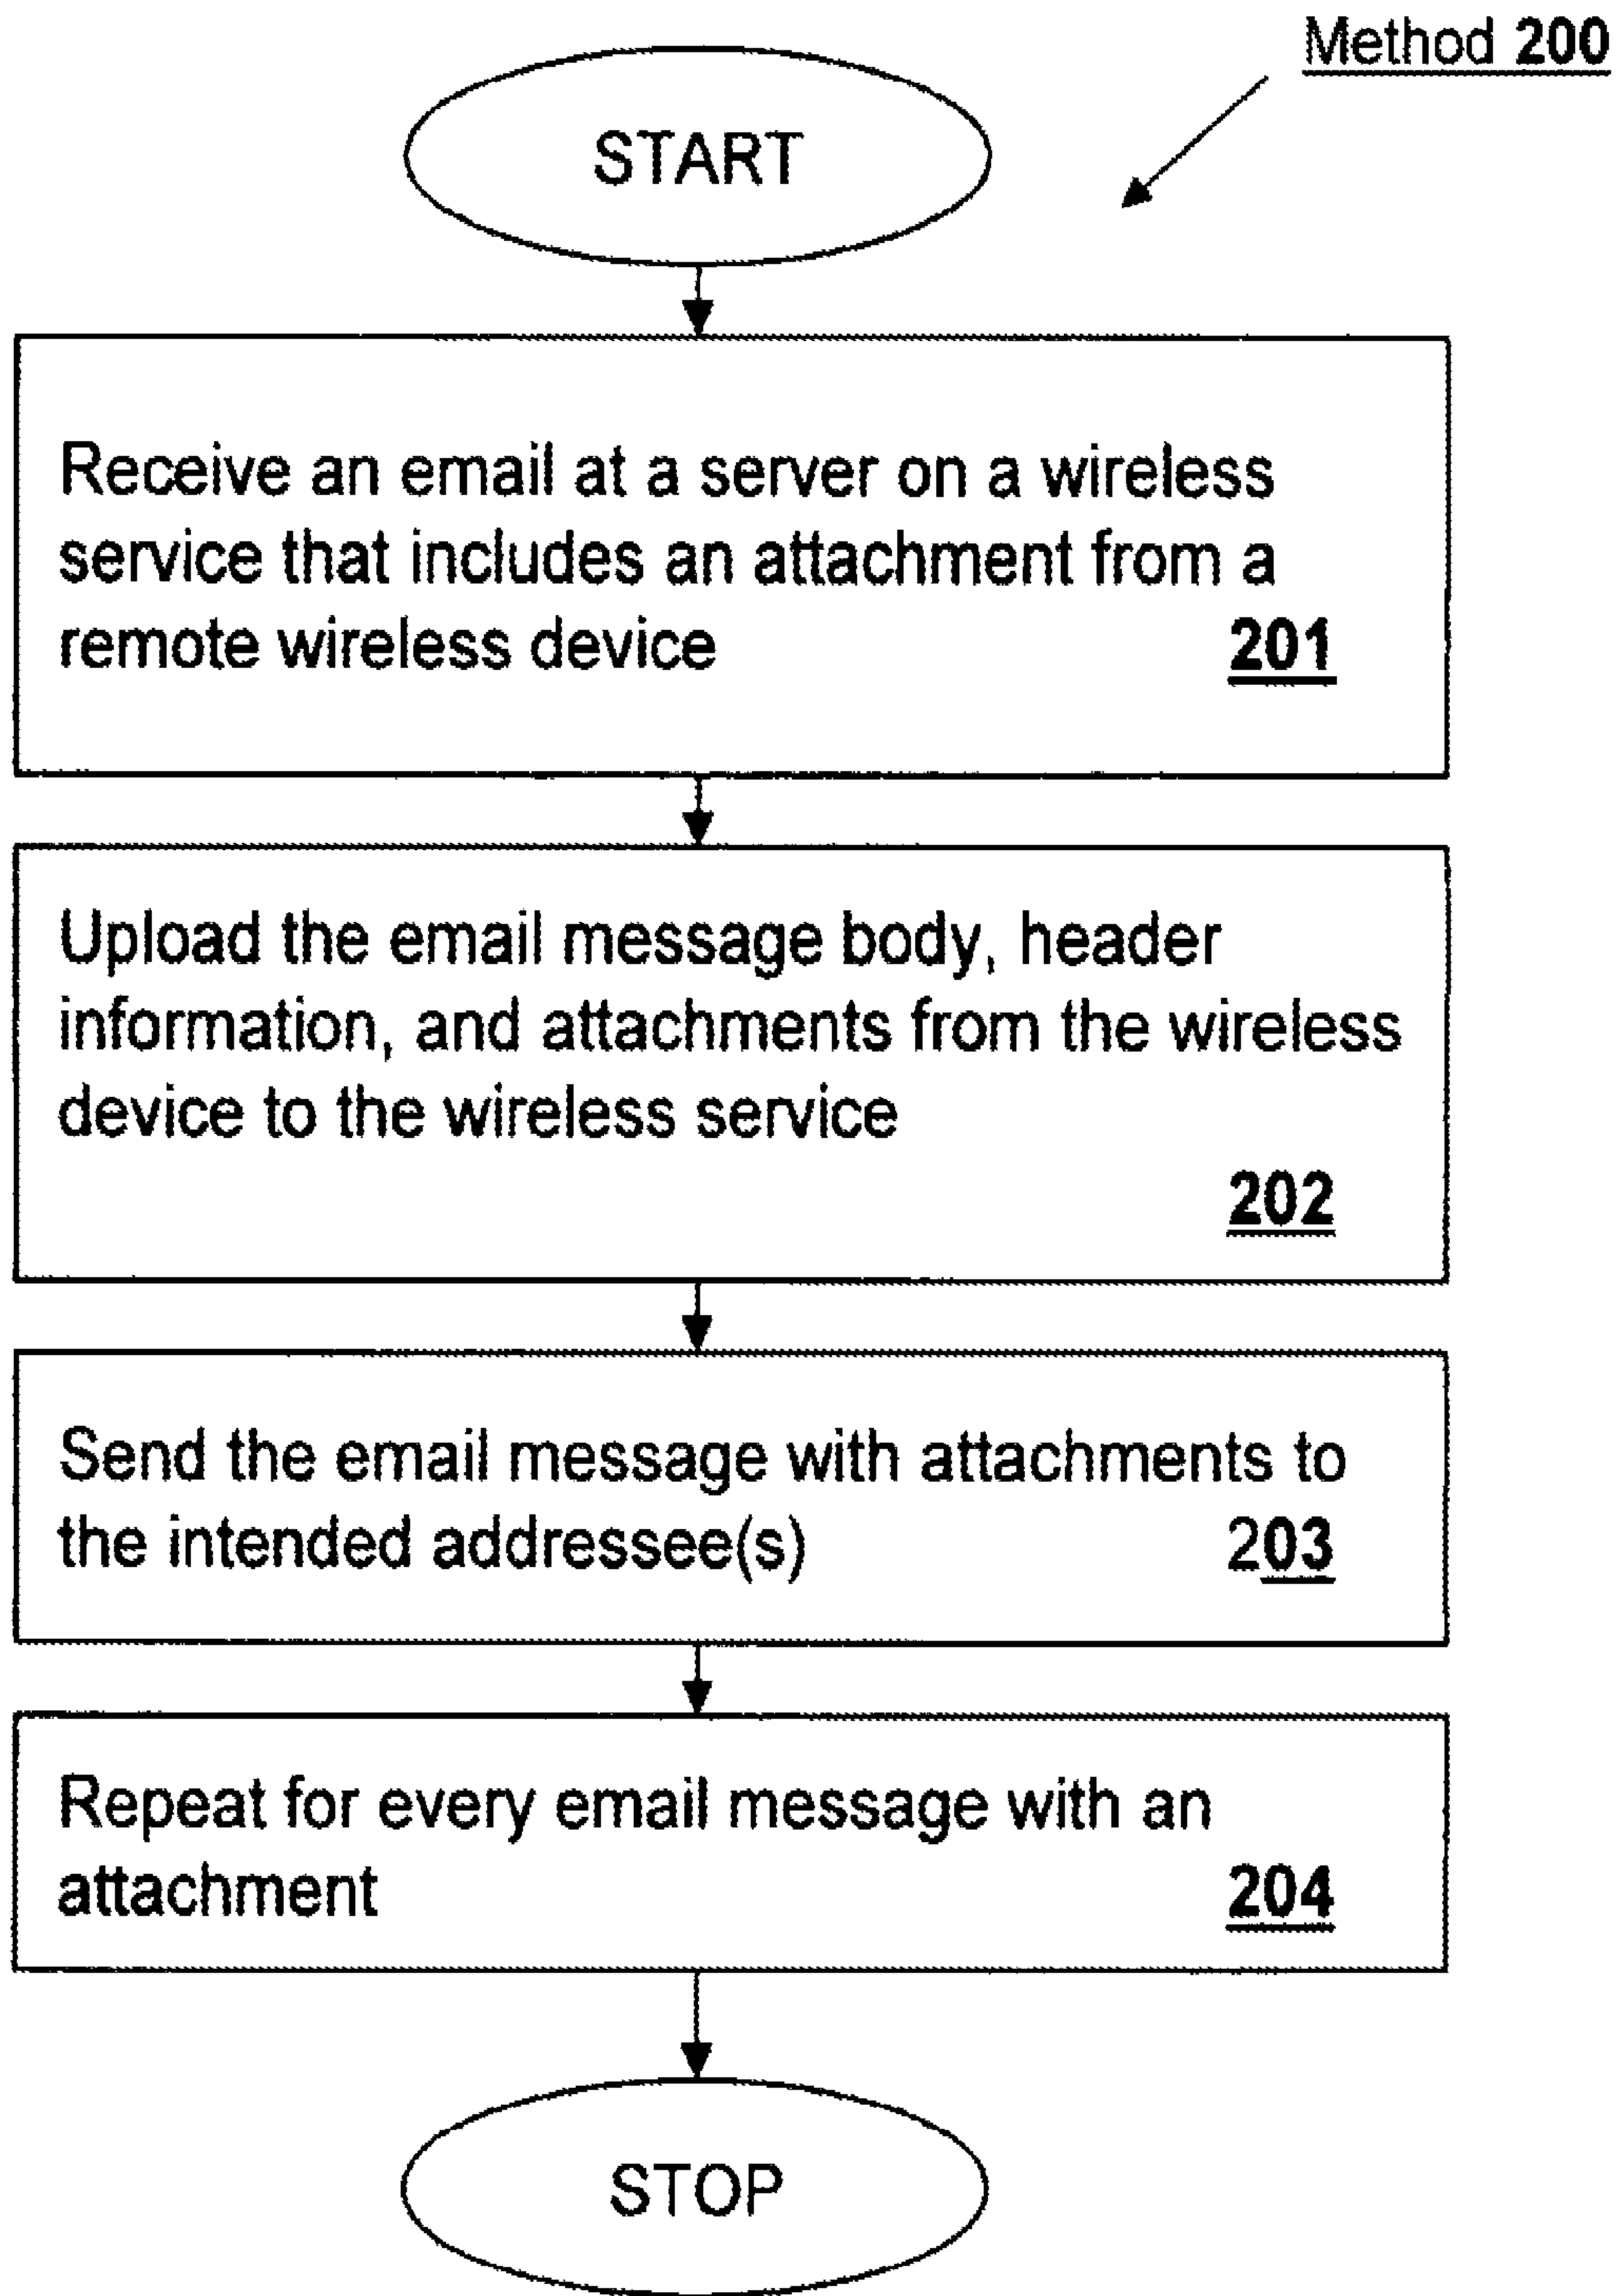 Method 200
START
Receive an email at a server on a wireless
service that includes an attachment from a
remote wireless device 201
Upload the email message body, header
information, and attachments from the wireless
device to the wireless service
202
Send the email message with attachments to
the intended addressee(s) 203
Repeat for every email message with an
attachment 204
STOP